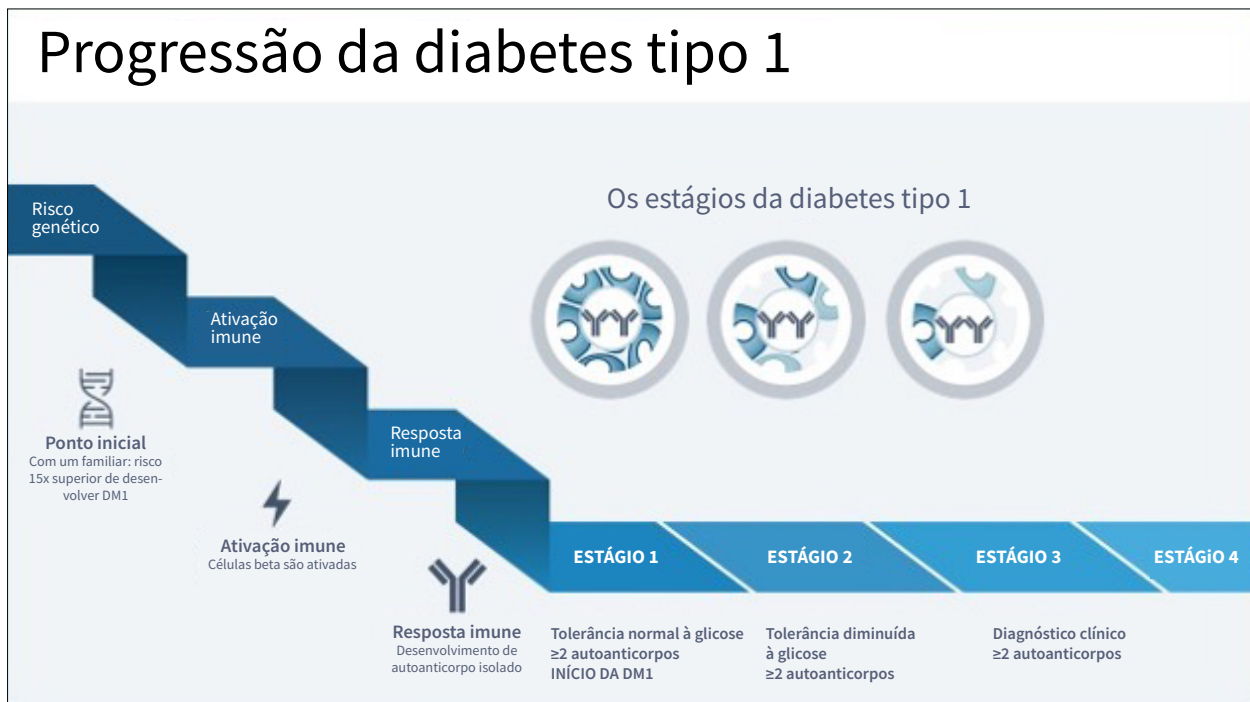 Progressão da diabetes tipo 1
Os estágios da diabetes tipo 1
Risco
genético
Ativação
imune
Resposta
imune
Ponto inicial
Com um familiar: risco
15x superior de desen-
volver DM1
Ativação imune
Células beta são ativadas
Resposta imune
Desenvolvimento de
autoanticorpo isolado
ESTÁGIO 1
Tolerância normal à glicose
≥2 autoanticorpos
INÍCIO DA DM1
ESTÁGIO 2
Tolerância diminuída
à glicose
≥2 autoanticorpos
ESTÁGIO 3
Diagnóstico clínico
≥2 autoanticorpos
ESTÁGiO 4